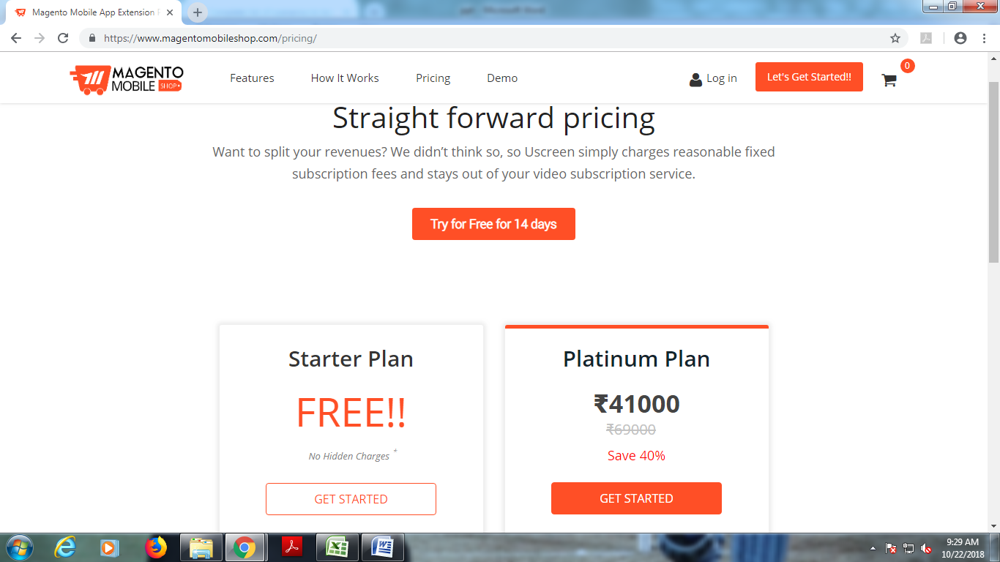 Magento Mobile App Extension
https://www.magentomobileshop.com/pricing/
MAGENTO
MOBILE SHOP+
Features
How It Works
Pricing
Demo
Log in
Let's Get Started!!
0
Straight forward pricing
Want to split your revenues? We didn’t think so, so Uscreen simply charges reasonable fixed
subscription fees and stays out of your video subscription service.
Try for Free for 14 days
Starter Plan
FREE!!
No Hidden Charges *
GET STARTED
Platinum Plan
₹41000
₹69000
Save 40%
GET STARTED
9:29 AM
10/22/2018